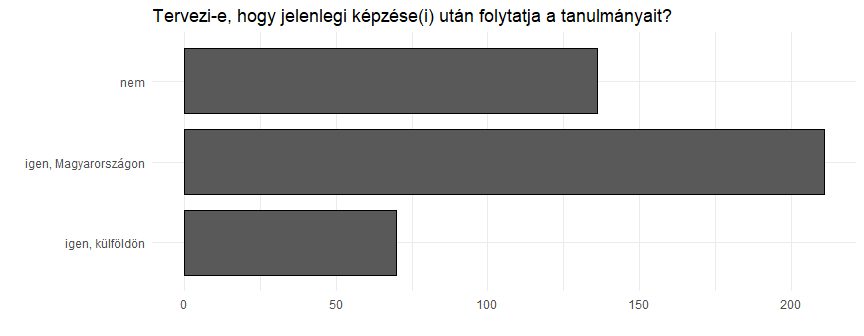 Tervezi-e, hogy jelenlegi képzése(i) után folytatja a tanulmányait?
nem
igen, Magyarországon
igen, külföldön
0 50 100 150 200